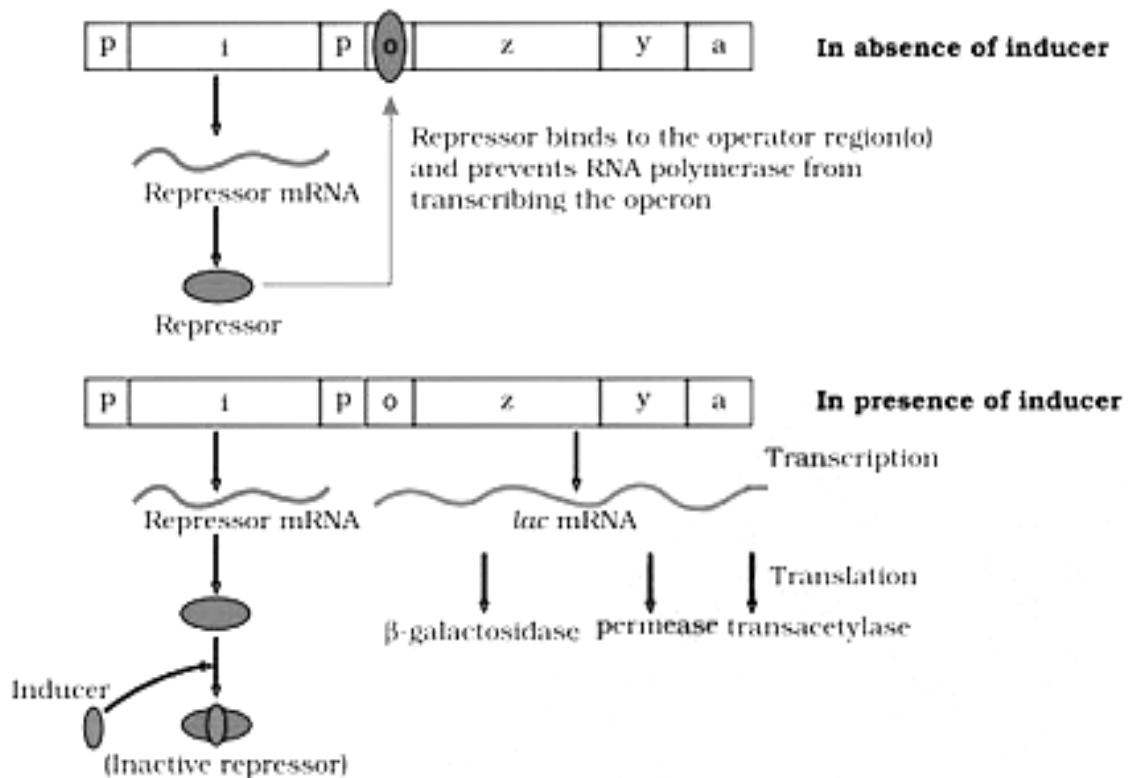 p i p o z y a
In absence of inducer
Repressor binds to the operator region(o)
and prevents RNA polymerase from
transcribing the operon
Repressor mRNA
Repressor
p i p o z y a
In presence of inducer
Transcription
Repressor mRNA
lac mRNA
Translation
β-galactosidase permease transacetylase
Inducer
(Inactive repressor)